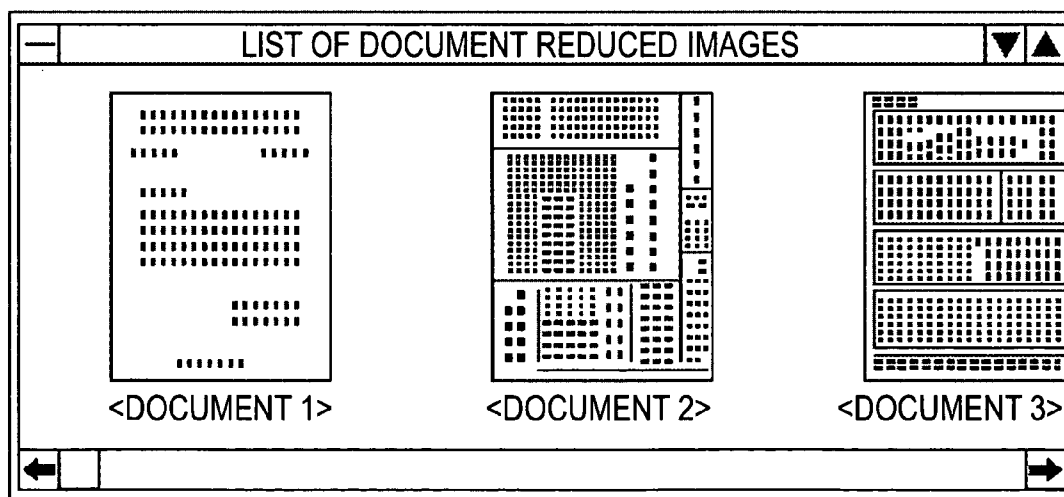 LIST OF DOCUMENT REDUCED IMAGES
<DOCUMENT 1>
<DOCUMENT 2>
<DOCUMENT 3>